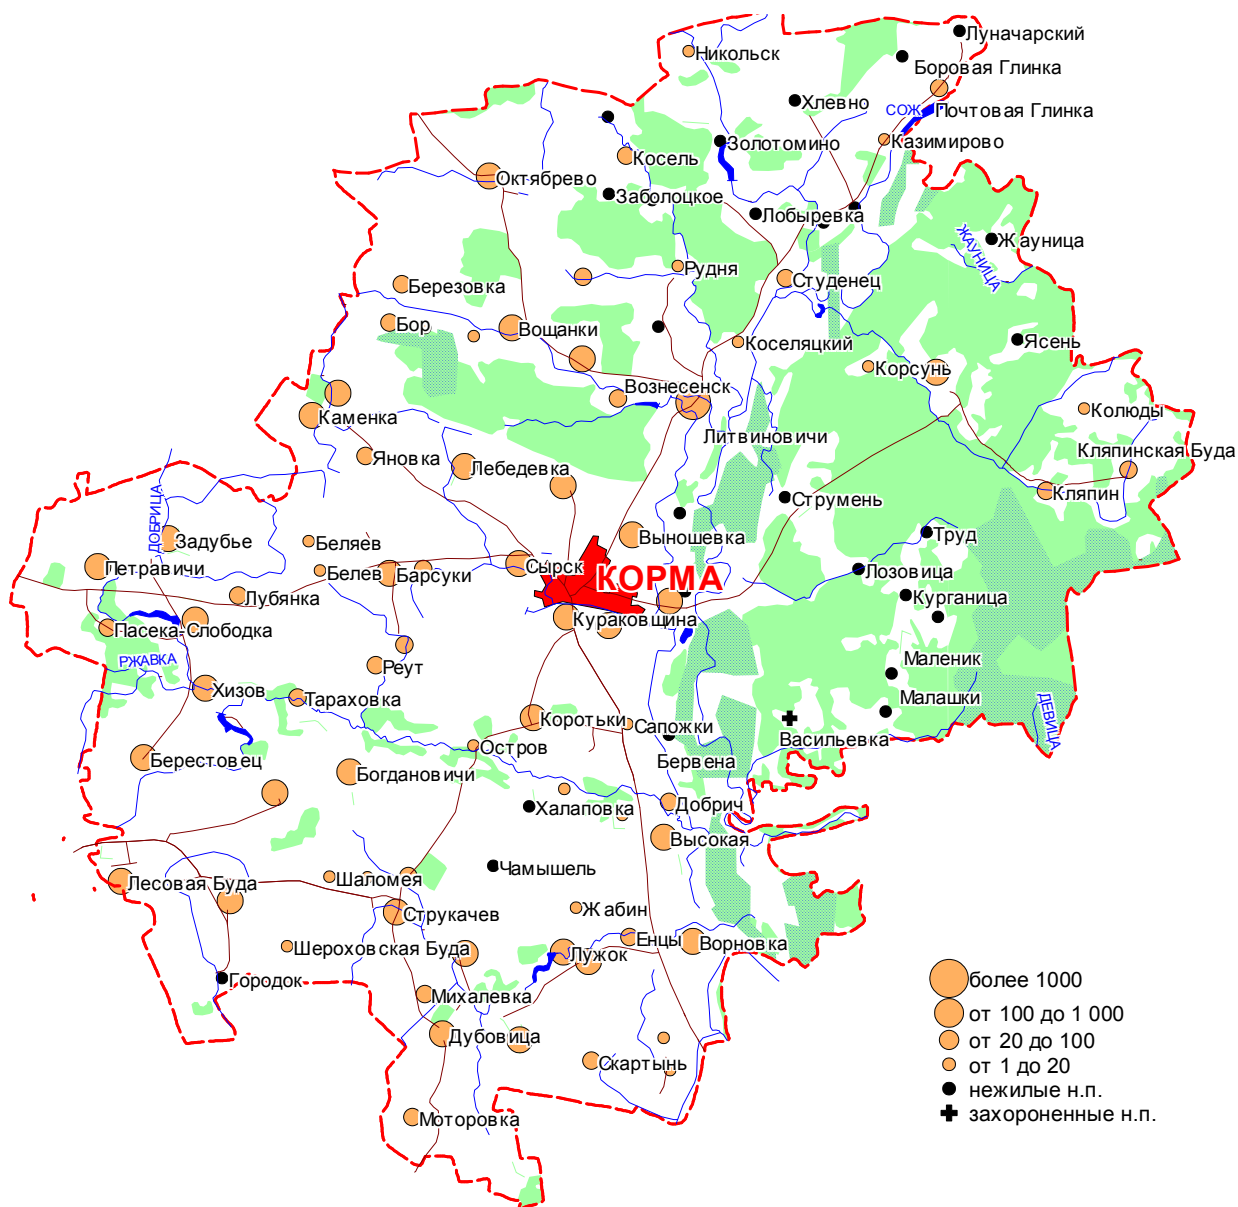 Луначарский
Никольск
Боровая Глинка
Хлевно
СОЖ
Почтовая Глинка
Золотомино
Казимирово
Косель
Октябрево
Заболоцкое
Лобыревка
ЖАУНИЦА
Жауница
Рудня
Студенец
Березовка
Бор
Вощанки
Коселяцкий
Ясень
Корсунь
Вознесенск
Колюды
Каменка
Литвиновичи
Кляпинская Буда
Яновка
Лебедевка
Кляпин
Струмень
ДОБРИЦА
Задубье
Беляев
Выношевка
Труд
Петравичи
Белев
Барсуки
Сырск
КОРМА
Лозовица
Лубянка
Курганица
Пасека-Слободка
Кураковщина
РЖАВКА
Реут
Маленик
Хизов
Тараховка
Малашки
Коротьки
Сапожки
ДЕВИЦА
Остров
Васильевка
Берестовец
Бервена
Богдановичи
Халаповка
Добрич
Высокая
Чамышель
Лесовая Буда
Шаломея
Струкачев
Жабин
Шероховская Буда
Енцы
Ворновка
Лужок
Городок
Михалевка
Дубовица
Скартынь
Моторовка
более 1000
от 100 до 1 000
от 20 до 100
от 1 до 20
нежилые н.п.
захороненные н.п.